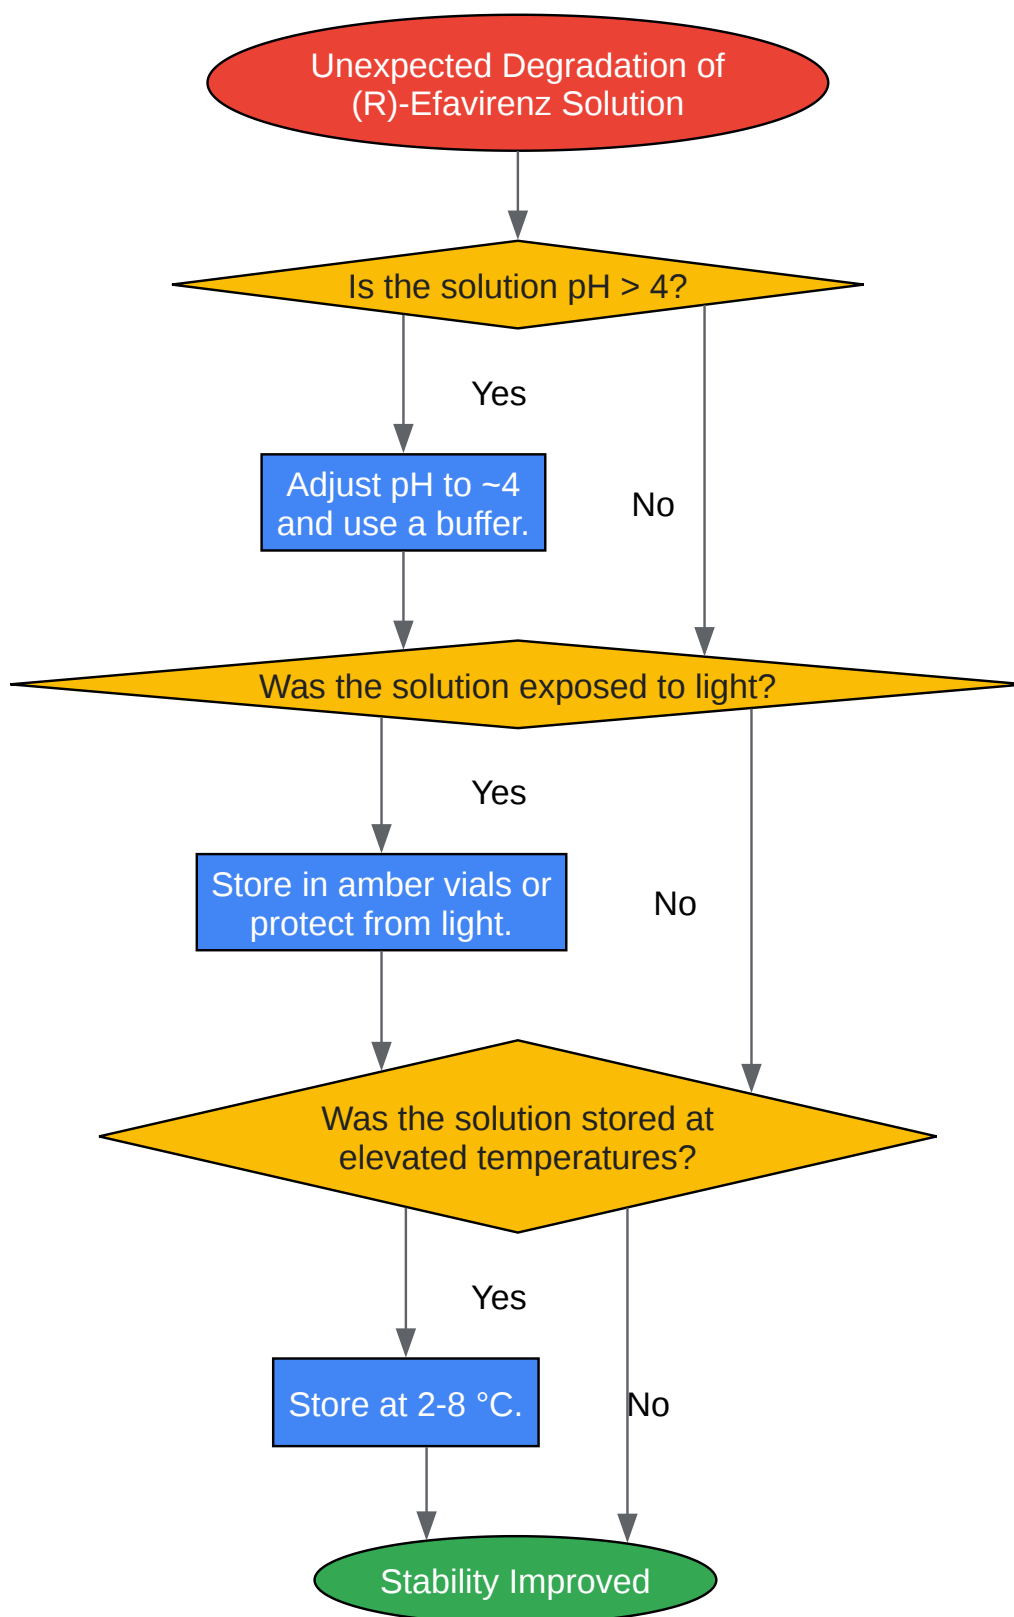 Unexpected Degradation of
(R)-Efavirenz Solution
Is the solution pH > 4?
Yes
Adjust pH to ~4
and use a buffer.
No
Was the solution exposed to light?
Yes
Store in amber vials or
protect from light.
No
Was the solution stored at
elevated temperatures?
Yes
Store at 2-8 °C.
No
Stability Improved